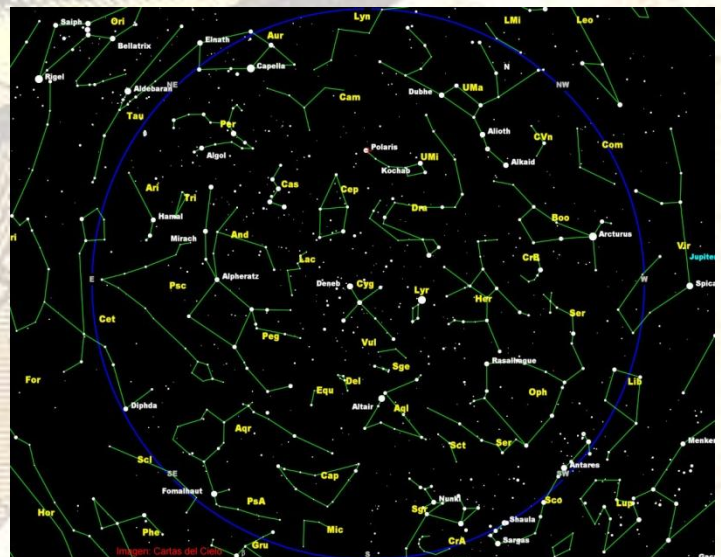 Lyn
LMi
Leo
Saiph
Ori
Bellatrix
Elnath
Aur
Capella
N
Rigel
Aldebaran
NE
Cam
Dubhe
UMa
NW
Tau
Per
Algol
Alioth
CVn
Alkaid
Com
Polaris
UMi
Kochab
Ari
Tri
Cas
Cep
Hamal
Dra
Boo
Mirach
And
Arcturus
Lac
CrB
Vir
Jupiter
E
Psc
Alpheratz
Deneb
Cyg
Lyr
Her
W
Spica
Cet
Peg
Vul
Ser
Sge
Rasalhague
For
Equ
Del
Altair
Aql
Oph
Lib
Diphda
Aqr
Sct
Ser
Menken
Scl
SE
Cap
Antares
SW
Fomalhaut
PsA
Nunki
Sgr
Sco
Lup
Hor
Phe
Mic
Shaula
Gru
CrA
Sargas
S
Imagen: Cartas del Cielo